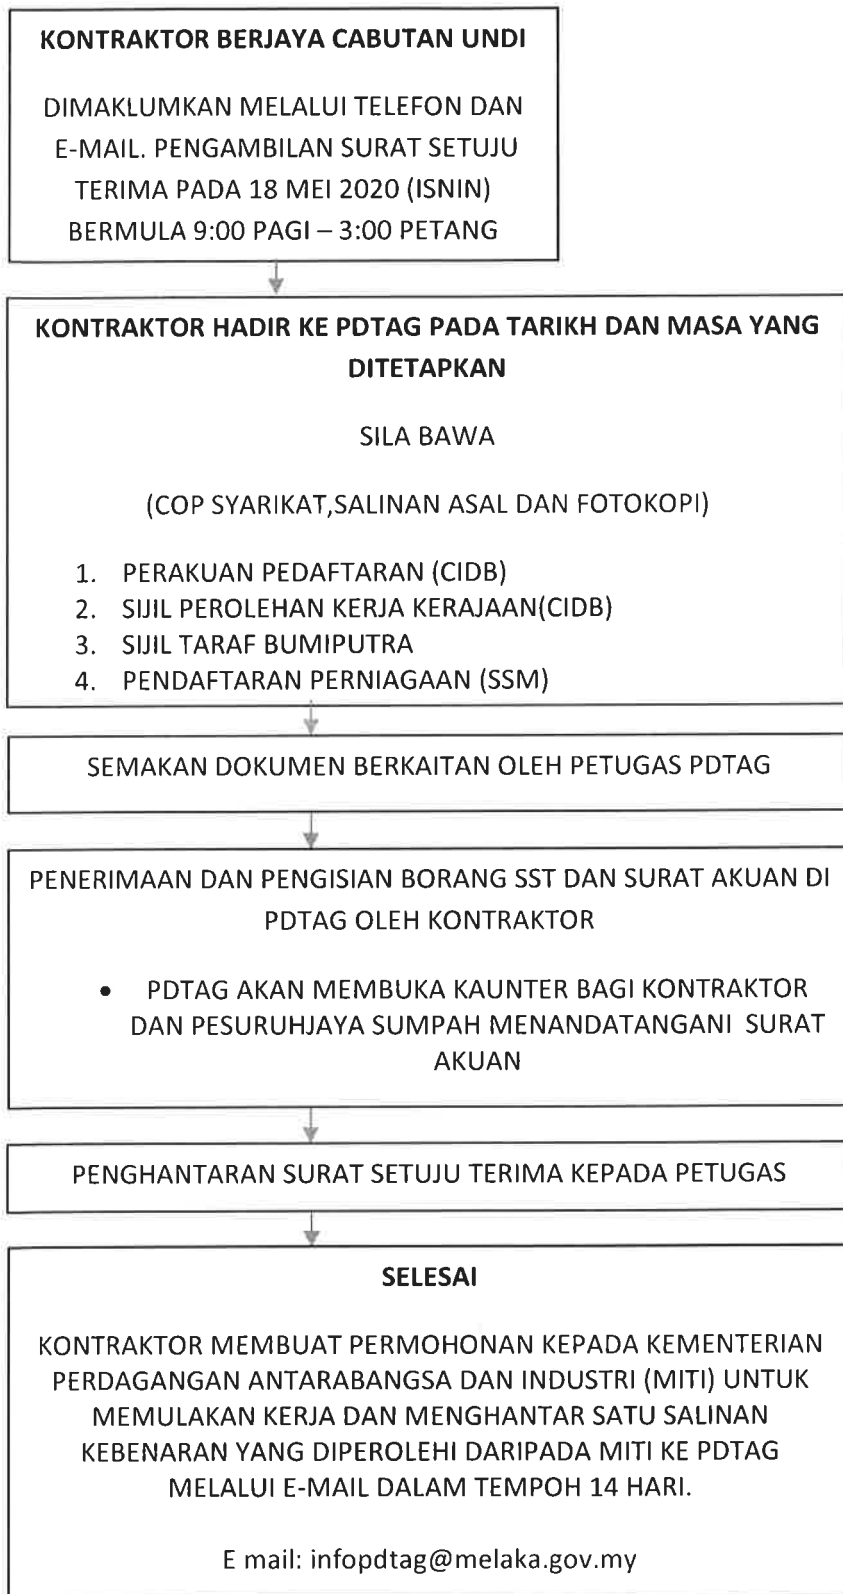 KONTRAKTOR BERJAYA CABUTAN UNDI
DIMAKLUMKAN MELALUI TELEFON DAN
E-MAIL. PENGAMBILAN SURAT SETUJU
TERIMA PADA 18 MEI 2020 (ISNIN)
BERMULA 9:00 PAGI – 3:00 PETANG
KONTRAKTOR HADIR KE PDTAG PADA TARIKH DAN MASA YANG
DITETAPKAN
SILA BAWA
(COP SYARIKAT,SALINAN ASAL DAN FOTOKOPI)
1. PERAKUAN PEDAFTARAN (CIDB)
2. SIJIL PEROLEHAN KERJA KERAJAAN(CIDB)
3. SIJIL TARAF BUMIPUTRA
4. PENDAFTARAN PERNIAGAAN (SSM)
SEMAKAN DOKUMEN BERKAITAN OLEH PETUGAS PDTAG
PENERIMAAN DAN PENGISIAN BORANG SST DAN SURAT AKUAN DI
PDTAG OLEH KONTRAKTOR
• PDTAG AKAN MEMBUKA KAUNTER BAGI KONTRAKTOR
DAN PESURUHJAYA SUMPAH MENANDATANGANI SURAT
AKUAN
PENGHANTARAN SURAT SETUJU TERIMA KEPADA PETUGAS
SELESAI
KONTRAKTOR MEMBUAT PERMOHONAN KEPADA KEMENTERIAN
PERDAGANGAN ANTARABANGSA DAN INDUSTRI (MITI) UNTUK
MEMULAKAN KERJA DAN MENGHANTAR SATU SALINAN
KEBENARAN YANG DIPEROLEHI DARIPADA MITI KE PDTAG
MELALUI E-MAIL DALAM TEMPOH 14 HARI.
E mail: infopdtag@melaka.gov.my